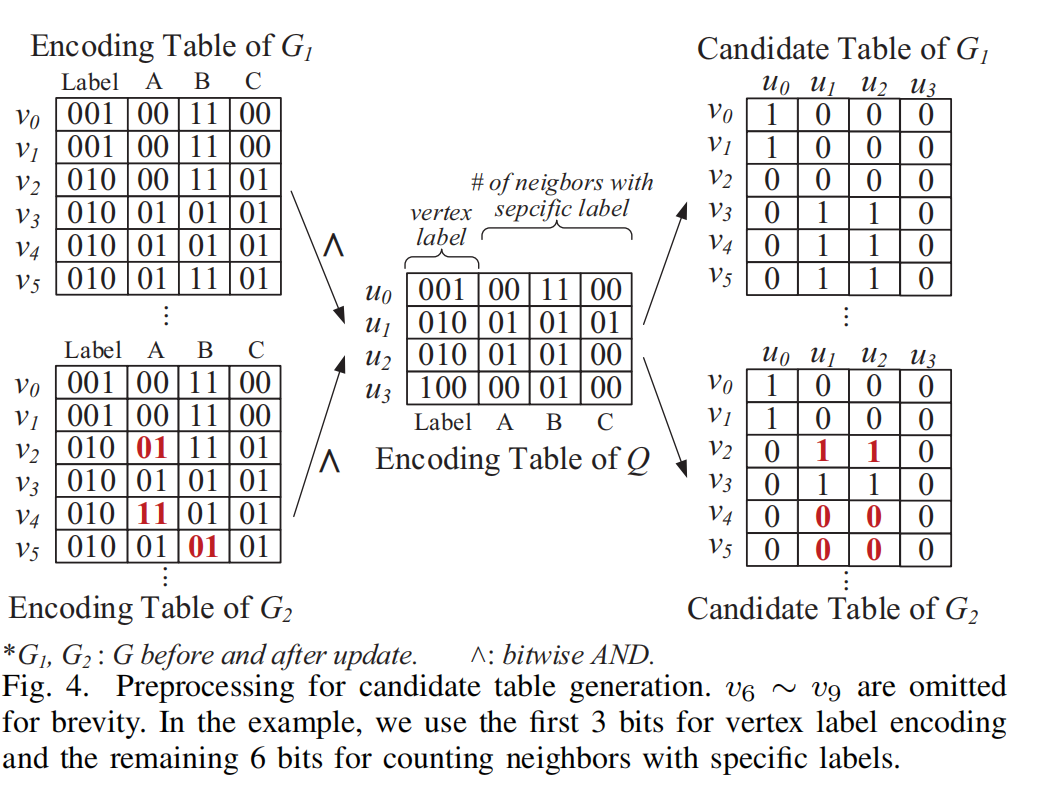 Encoding Table of G1
Label A B C
v0 001 00 11 00
v1 001 00 11 00
v2 010 00 11 01
v3 010 01 01 01
v4 010 01 01 01
v5 010 01 11 01
⋮
Label A B C
v0 001 00 11 00
v1 001 00 11 00
v2 010 01 11 01
v3 010 01 01 01
v4 010 11 01 01
v5 010 01 01 01
⋮
Encoding Table of G2
∧
∧
# of neigbors with
sepcific label
vertex
label
u0 001 00 11 00
u1 010 01 01 01
u2 010 01 01 00
u3 100 00 01 00
Label A B C
Encoding Table of Q
Candidate Table of G1
u0 u1 u2 u3
v0 1 0 0 0
v1 1 0 0 0
v2 0 0 0 0
v3 0 1 1 0
v4 0 1 1 0
v5 0 1 1 0
⋮
u0 u1 u2 u3
v0 1 0 0 0
v1 1 0 0 0
v2 0 1 1 0
v3 0 1 1 0
v4 0 0 0 0
v5 0 0 0 0
⋮
Candidate Table of G2
*G1, G2 : G before and after update. ∧: bitwise AND.
Fig. 4. Preprocessing for candidate table generation. v6 ∼ v9 are omitted
for brevity. In the example, we use the first 3 bits for vertex label encoding
and the remaining 6 bits for counting neighbors with specific labels.